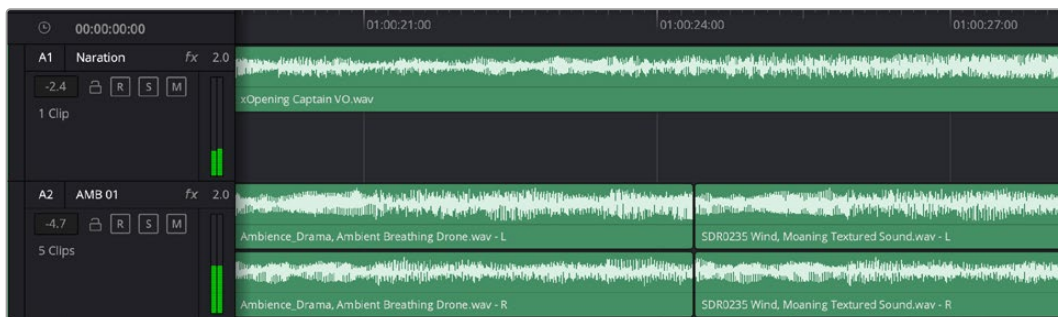 00:00:00:00
01:00:21:00 01:00:24:00 01:00:27:00
A1 Naration fx 2.0
-2.4 R S M
xOpening Captain VO.wav
1 Clip
A2 AMB 01 fx 2.0
-4.7 R S M
Ambience_Drama, Ambient Breathing Drone.wav - L SDR0235 Wind, Moaning Textured Sound.wav - L
5 Clips
Ambience_Drama, Ambient Breathing Drone.wav - R SDR0235 Wind, Moaning Textured Sound.wav - R